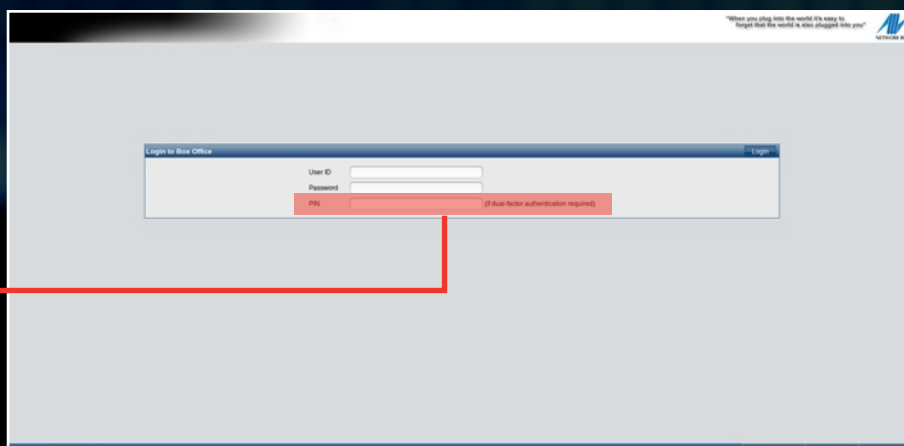 "When you plug into the world it's easy to
forget that the world is also plugged into you"
NETWORK B
Login to Box Office
Login
User ID
Password
PIN
(if dual-factor authentication required)